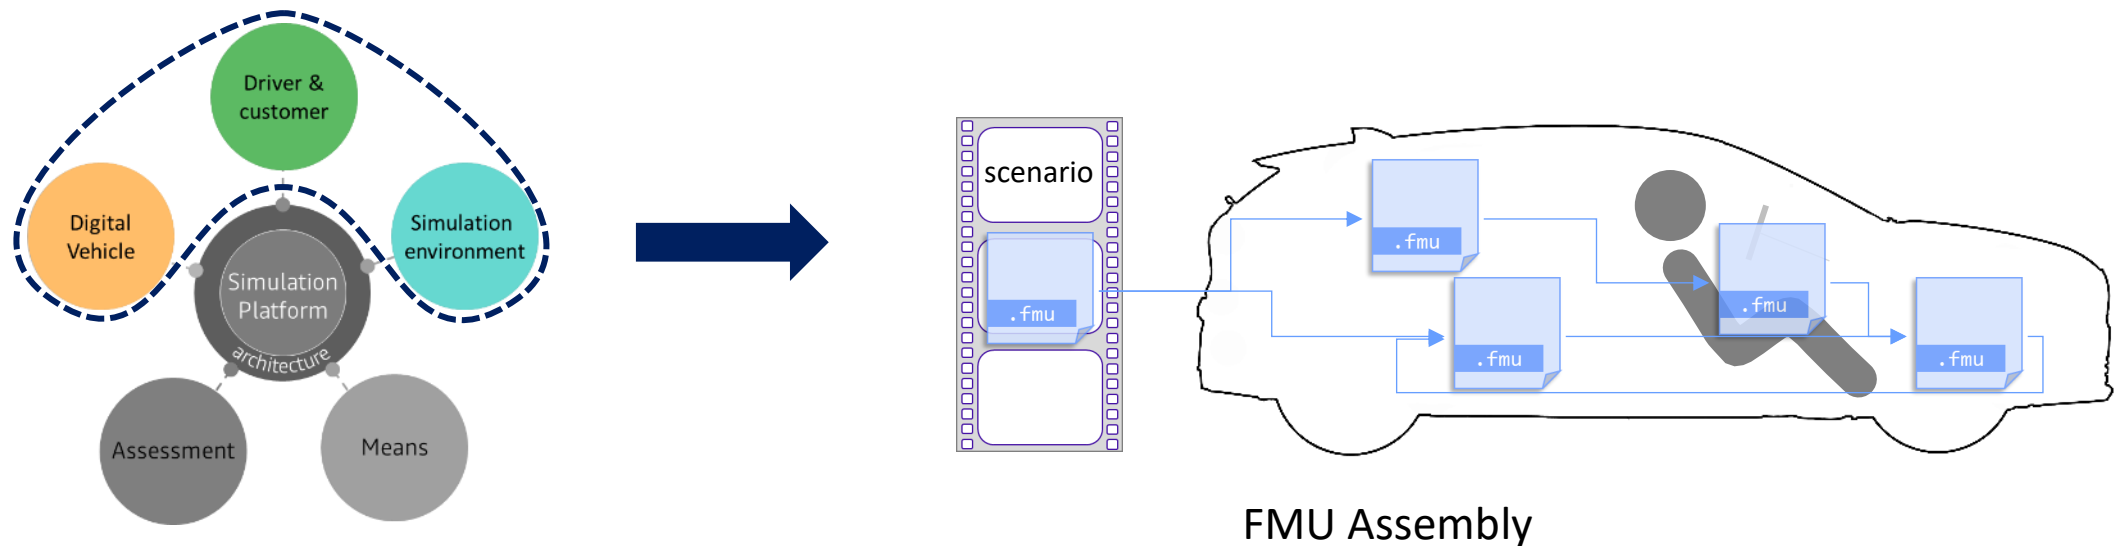 Driver &
customer
Digital
Vehicle
Simulation
environment
Simulation
Platform
architecture
Assessment
Means
scenario
.fmu
.fmu
.fmu
.fmu
.fmu
FMU Assembly